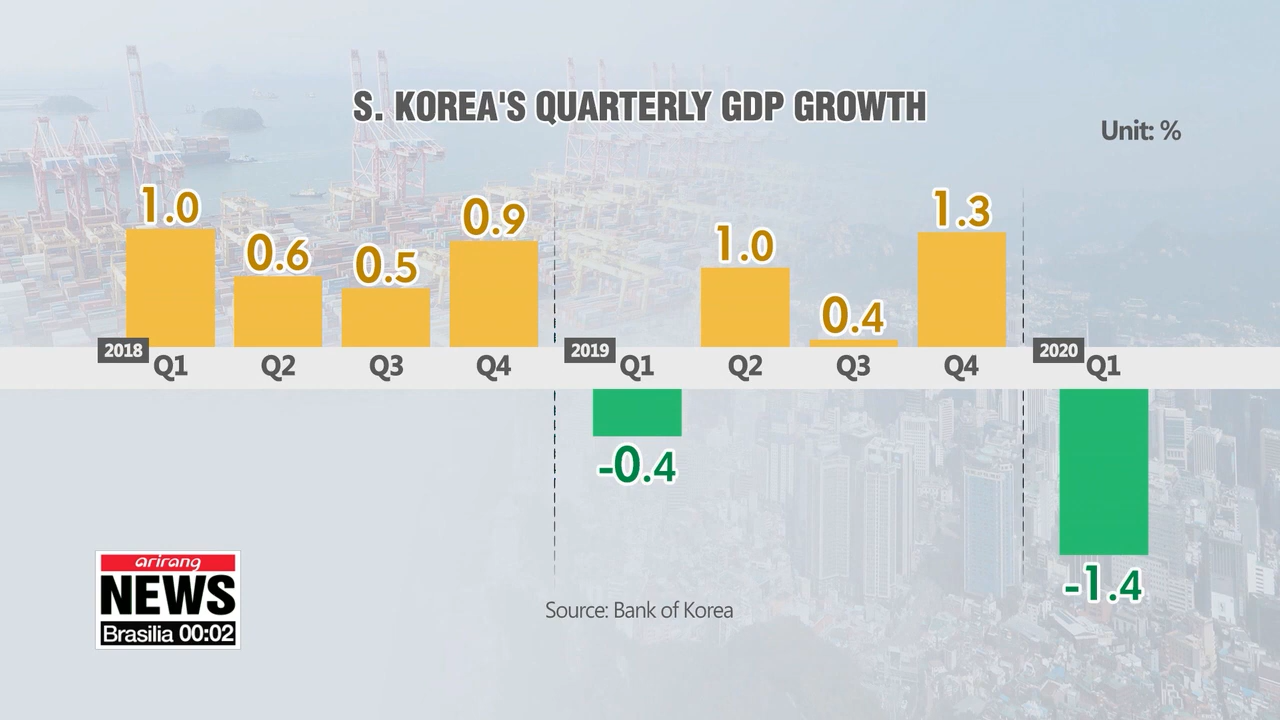 S. KOREA'S QUARTERLY GDP GROWTH
Unit: %
1.0
0.6
0.5
0.9
1.0
0.4
1.3
2018
Q1
Q2
Q3
Q4
2019
Q1
Q2
Q3
Q4
2020
Q1
-0.4
-1.4
Source: Bank of Korea
arirang
NEWS
Brasilia 00:02